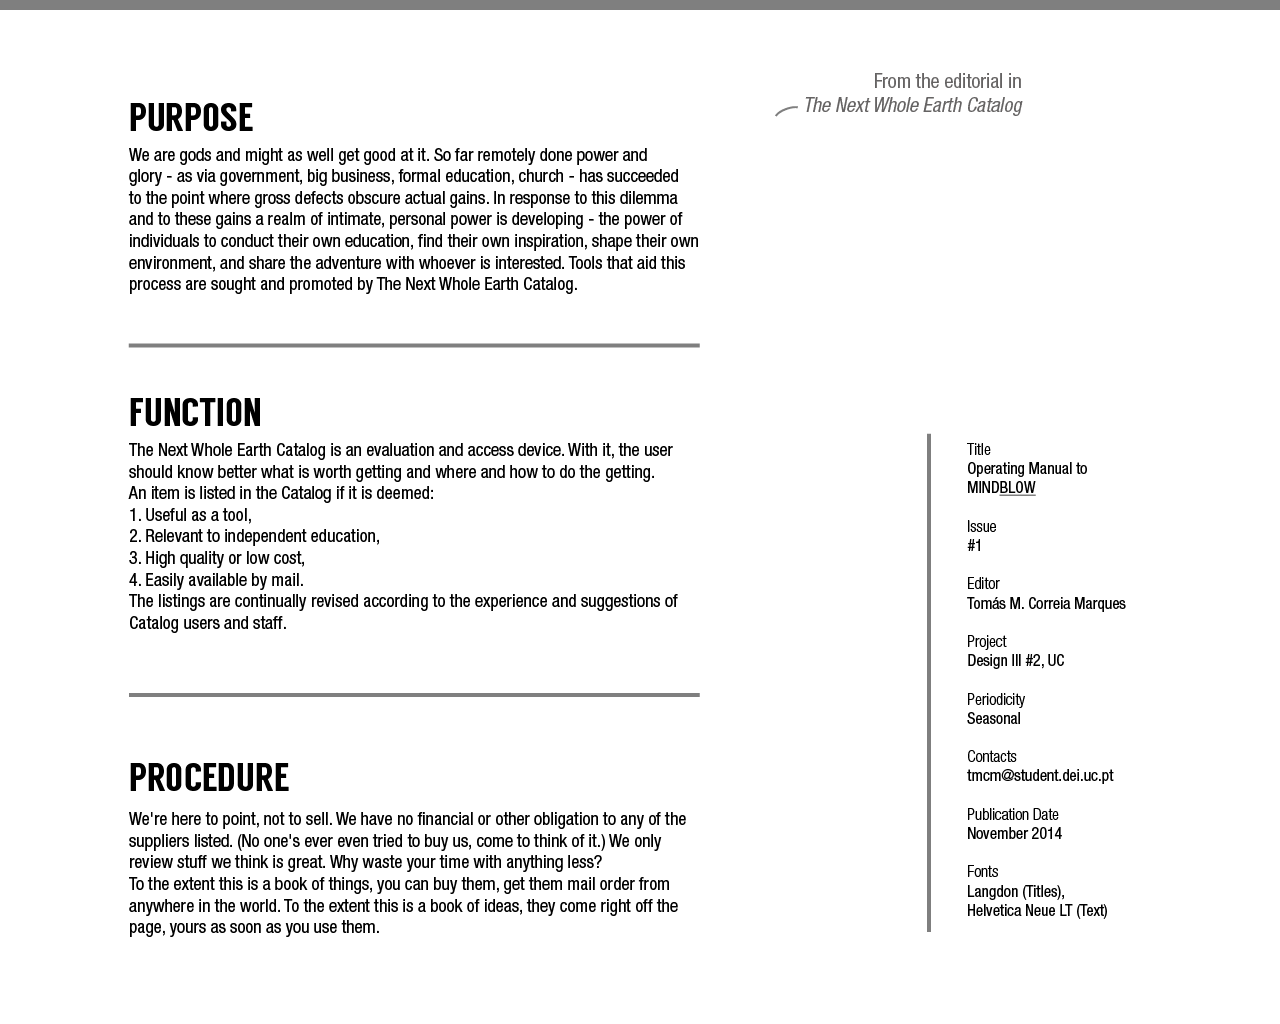 From the editorial in
The Next Whole Earth Catalog
PURPOSE
We are gods and might as well get good at it. So far remotely done power and
glory - as via government, big business, formal education, church - has succeeded
to the point where gross defects obscure actual gains. In response to this dilemma
and to these gains a realm of intimate, personal power is developing - the power of
individuals to conduct their own education, find their own inspiration, shape their own
environment, and share the adventure with whoever is interested. Tools that aid this
process are sought and promoted by The Next Whole Earth Catalog.
FUNCTION
The Next Whole Earth Catalog is an evaluation and access device. With it, the user
should know better what is worth getting and where and how to do the getting.
An item is listed in the Catalog if it is deemed:
1. Useful as a tool,
2. Relevant to independent education,
3. High quality or low cost,
4. Easily available by mail.
The listings are continually revised according to the experience and suggestions of
Catalog users and staff.
PROCEDURE
We're here to point, not to sell. We have no financial or other obligation to any of the
suppliers listed. (No one's ever even tried to buy us, come to think of it.) We only
review stuff we think is great. Why waste your time with anything less?
To the extent this is a book of things, you can buy them, get them mail order from
anywhere in the world. To the extent this is a book of ideas, they come right off the
page, yours as soon as you use them.
Title
Operating Manual to
MINDBLOW
Issue
#1
Editor
Tomás M. Correia Marques
Project
Design III #2, UC
Periodicity
Seasonal
Contacts
tmcm@student.dei.uc.pt
Publication Date
November 2014
Fonts
Langdon (Titles),
Helvetica Neue LT (Text)